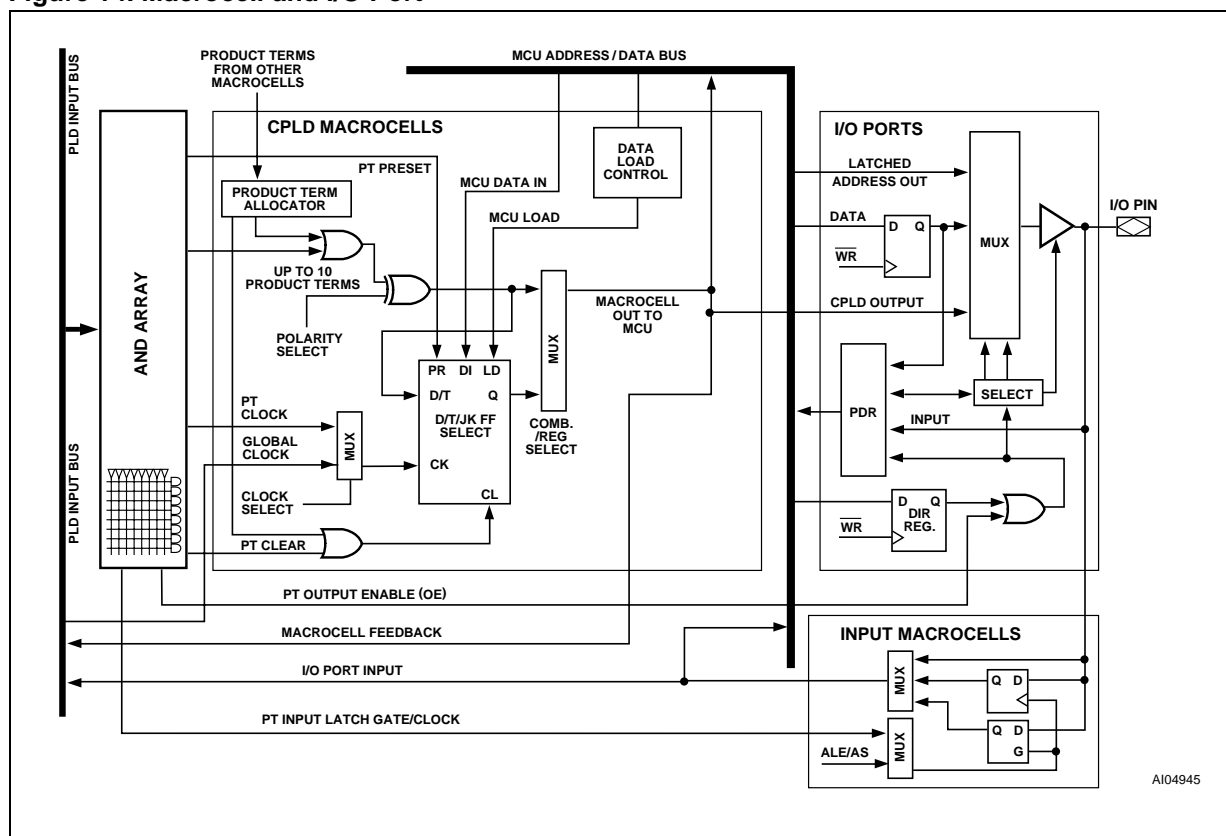 PLD INPUT BUS
PLD INPUT BUS
AND ARRAY
PRODUCT TERMS
FROM OTHER
MACROCELLS
MCU ADDRESS / DATA BUS
CPLD MACROCELLS
PT PRESET
PRODUCT TERM
ALLOCATOR
MCU DATA IN
MCU LOAD
DATA
LOAD
CONTROL
UP TO 10
PRODUCT TERMS
POLARITY
SELECT
PR DI LD
D/T Q
D/T/JK FF
SELECT
CK
CL
MUX
COMB.
/REG
SELECT
MACROCELL
OUT TO
MCU
PT
CLOCK
GLOBAL
CLOCK
MUX
CLOCK
SELECT
PT CLEAR
PT OUTPUT ENABLE (OE)
MACROCELL FEEDBACK
I/O PORT INPUT
PT INPUT LATCH GATE/CLOCK
I/O PORTS
LATCHED
ADDRESS OUT
DATA
D Q
WR
MUX
I/O PIN
CPLD OUTPUT
PDR
SELECT
INPUT
D Q
DIR
REG.
WR
INPUT MACROCELLS
MUX
Q D
Q D
G
ALE/AS
MUX
AI04945